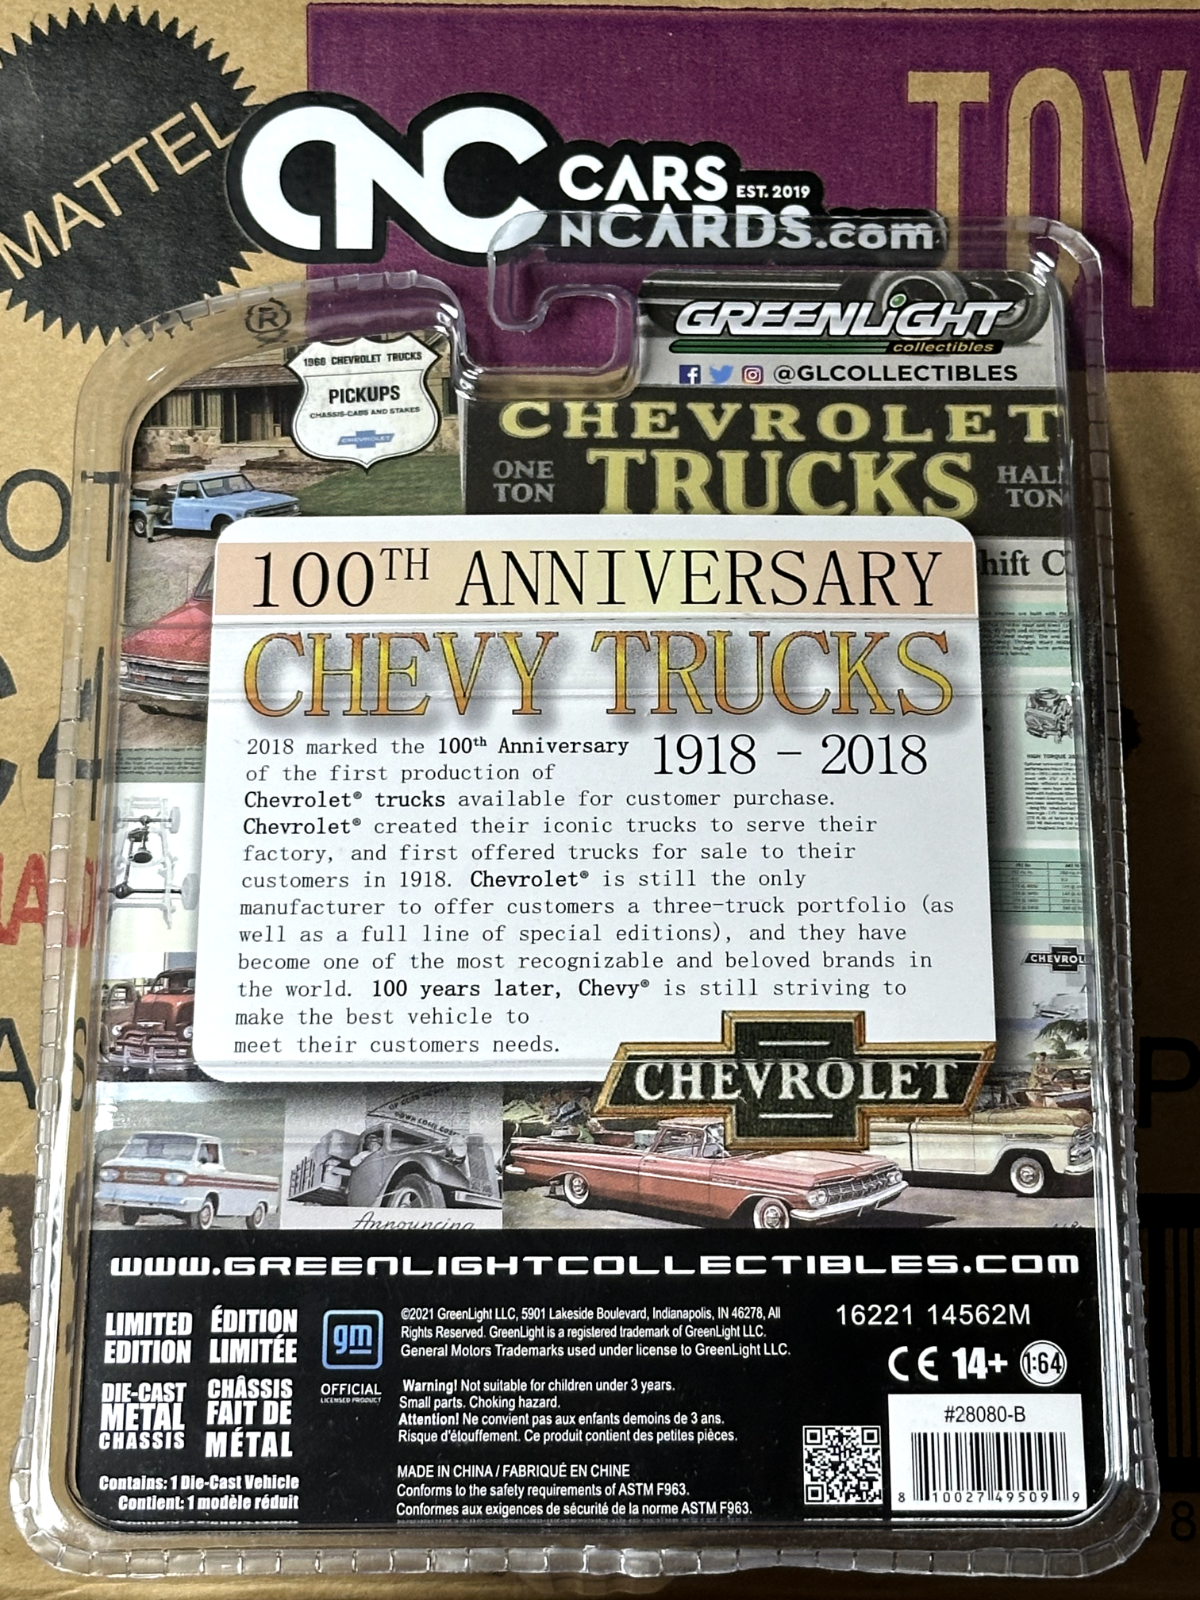 MATTEL
TOY
CNC
CARS
EST. 2019
NCARDS.com
®
GREENLiGHT
collectibles
@GLCOLLECTIBLES
1968 CHEVROLET TRUCKS
PICKUPS
CHASSIS-CABS AND STAKES
CHEVROLET
CHEVROLET
ONE
TON
TRUCKS
HAL
TON
hift C
100TH ANNIVERSARY
CHEVY TRUCKS
1918 - 2018
2018 marked the 100th Anniversary
of the first production of
Chevrolet® trucks available for customer purchase.
Chevrolet® created their iconic trucks to serve their
factory, and first offered trucks for sale to their
customers in 1918. Chevrolet® is still the only
manufacturer to offer customers a three-truck portfolio (as
well as a full line of special editions), and they have
become one of the most recognizable and beloved brands in
the world. 100 years later, Chevy® is still striving to
make the best vehicle to
meet their customers needs.
CHEVROL
CHEVROLET
Announcing
www.GREENLIGHTCOLLECTIBLES.COM
LIMITED
EDITION
ÉDITION
LIMITÉE
DIE-CAST
METAL
CHASSIS
CHÂSSIS
FAIT DE
MÉTAL
Contains: 1 Die-Cast Vehicle
Contient: 1 modèle réduit
gm
OFFICIAL
LICENSED PRODUCT
©2021 GreenLight LLC, 5901 Lakeside Boulevard, Indianapolis, IN 46278, All
Rights Reserved. GreenLight is a registered trademark of GreenLight LLC.
General Motors Trademarks used under license to GreenLight LLC.
Warning! Not suitable for children under 3 years.
Small parts. Choking hazard.
Attention! Ne convient pas aux enfants demoins de 3 ans.
Risque d'étouffement. Ce produit contient des petites pièces.
MADE IN CHINA / FABRIQUÉ EN CHINE
Conforms to the safety requirements of ASTM F963.
Conformes aux exigences de sécurité de la norme ASTM F963.
16221 14562M
CE 14+ 1:64
#28080-B
8 10027 49509 9